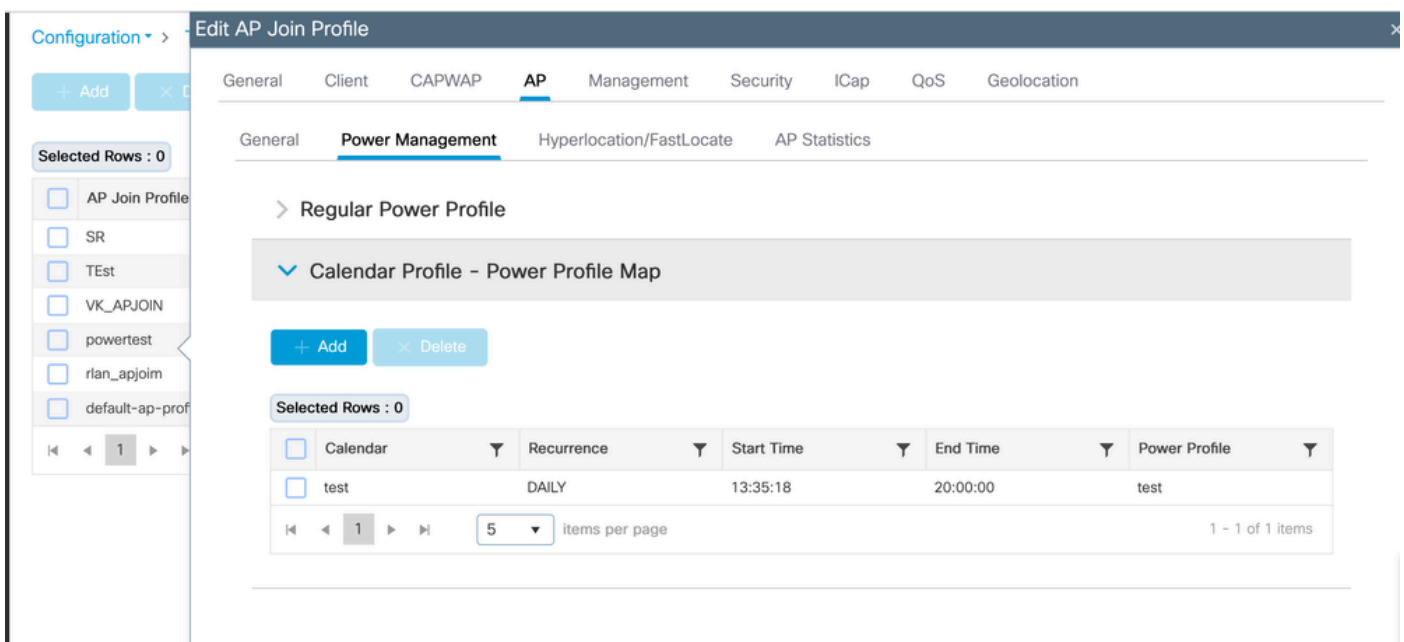 Configuration >
Edit AP Join Profile
General Client CAPWAP AP Management Security ICap QoS Geolocation
+ Add ×
General Power Management Hyperlocation/FastLocate AP Statistics
Selected Rows : 0
AP Join Profile
SR
TEst
VK_APJOIN
powertest
rlan_apjoim
default-ap-prof
1
Regular Power Profile
Calendar Profile - Power Profile Map
+ Add × Delete
Selected Rows : 0
Calendar Recurrence Start Time End Time Power Profile
test DAILY 13:35:18 20:00:00 test
1 5 items per page 1 - 1 of 1 items